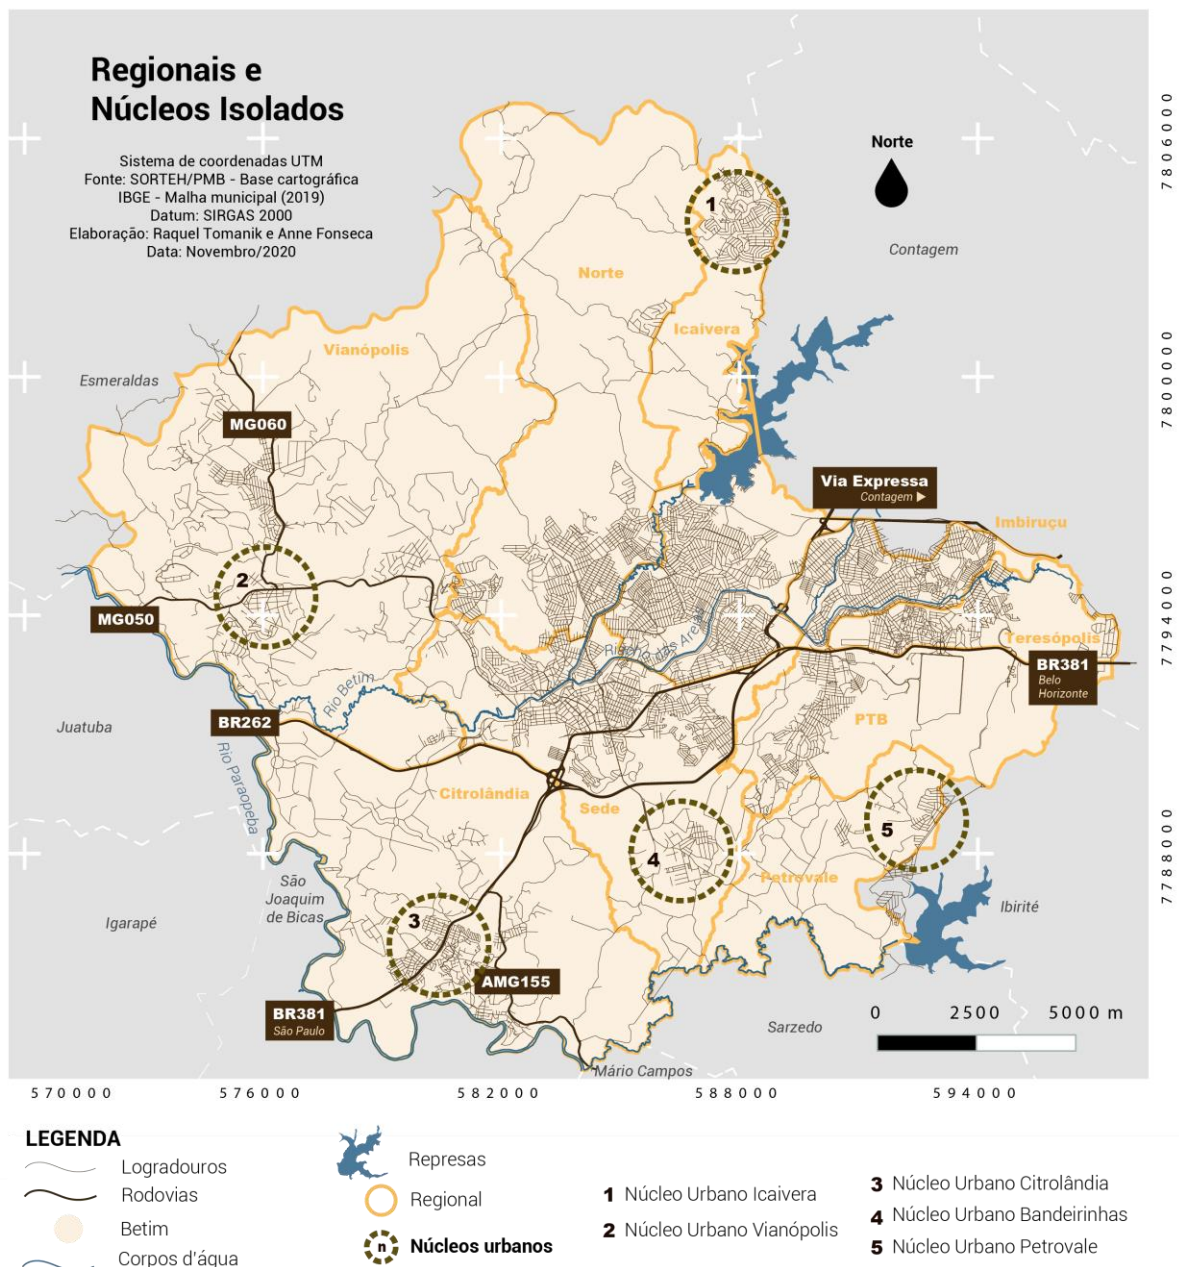 Regionais e
Núcleos Isolados
Sistema de coordenadas UTM
Fonte: SORTEH/PMB - Base cartográfica
IBGE - Malha municipal (2019)
Datum: SIRGAS 2000
Elaboração: Raquel Tomanik e Anne Fonseca
Data: Novembro/2020
Norte
Contagem
7806000
1
Norte
Icaivera
Vianópolis
Esmeraldas
7800000
MG060
Via Expressa
Contagem ▶
Imbiruçu
2
MG050
7794000
Teresópolis
BR381
Belo
Horizonte
Rio Betim
Juatuba
BR262
PTB
Rio Paraopeba
Citrolândia
Sede
5
4
7788000
Petrovale
São
Joaquim
de Bicas
Igarapé
Ibirité
3
AMG155
BR381
São Paulo
0 2500 5000 m
Sarzedo
Mário Campos
570000 576000 582000 588000 594000
LEGENDA
Logradouros
Rodovias
Betim
Corpos d'água
Represas
Regional
n Núcleos urbanos
1 Núcleo Urbano Icaivera
2 Núcleo Urbano Vianópolis
3 Núcleo Urbano Citrolândia
4 Núcleo Urbano Bandeirinhas
5 Núcleo Urbano Petrovale